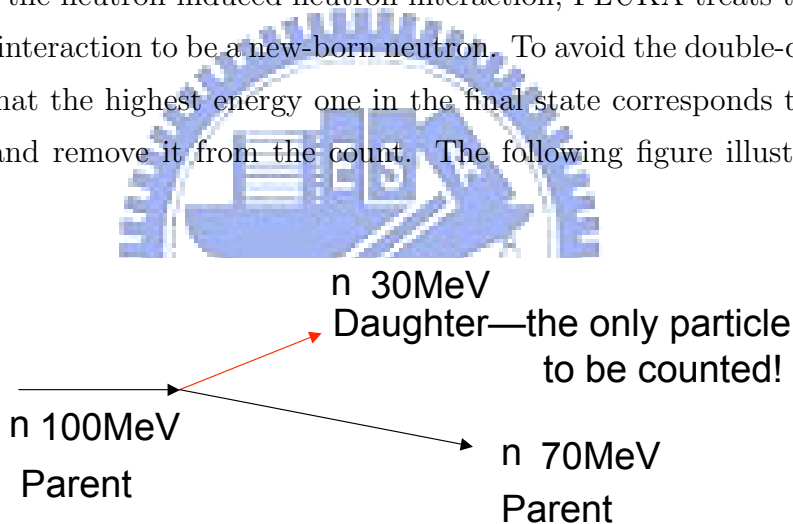 the neutron induced neutron interaction, FLUKA treats t
interaction to be a new-born neutron. To avoid the double-c
hat the highest energy one in the final state corresponds t
and remove it from the count. The following figure illust
n 30MeV
Daughter—the only particle
to be counted!
n 100MeV
Parent
n 70MeV
Parent